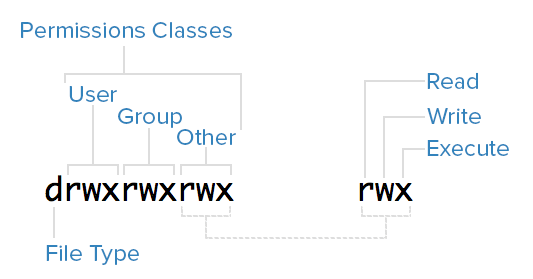 Permissions Classes
User
Group
Other
Read
Write
Execute
drwxrwxrwx
rwx
File Type